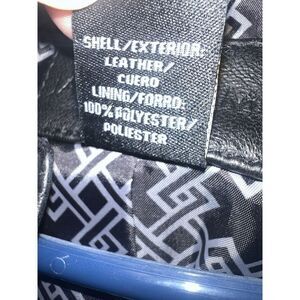 SHELL/EXTERIOR:
LEATHER/
CUERO
LINING/FORRO:
100% POLYESTER/
POLIESTER